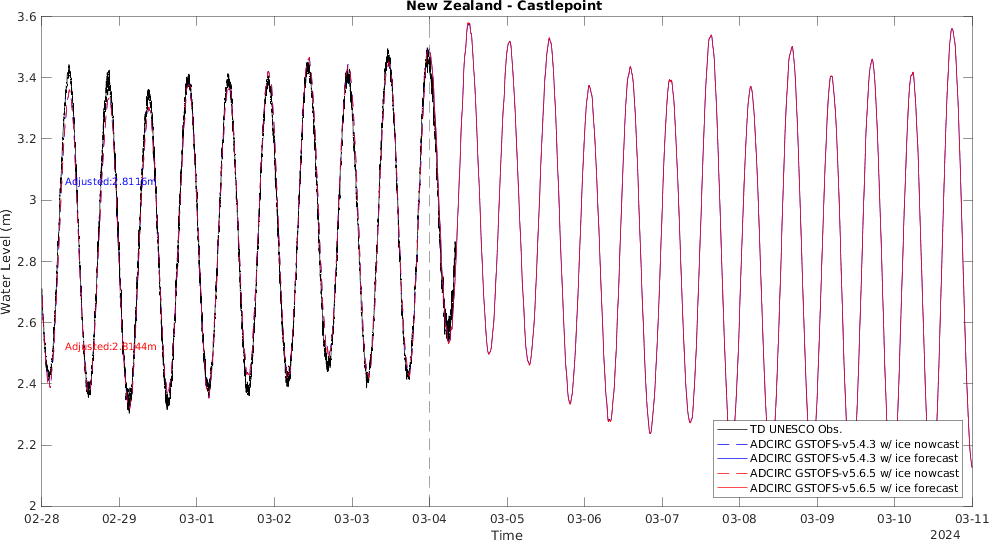 New Zealand - Castlepoint
3.6
3.4
3.2
3
2.8
2.6
2.4
2.2
2
Water Level (m)
Adjusted:2.8116m
Adjusted:2.8144m
TD UNESCO Obs.
ADCIRC GSTOFS-v5.4.3 w/ ice nowcast
ADCIRC GSTOFS-v5.4.3 w/ ice forecast
ADCIRC GSTOFS-v5.6.5 w/ ice nowcast
ADCIRC GSTOFS-v5.6.5 w/ ice forecast
02-28 02-29 03-01 03-02 03-03 03-04 03-05 03-06 03-07 03-08 03-09 03-10 03-11
Time
2024